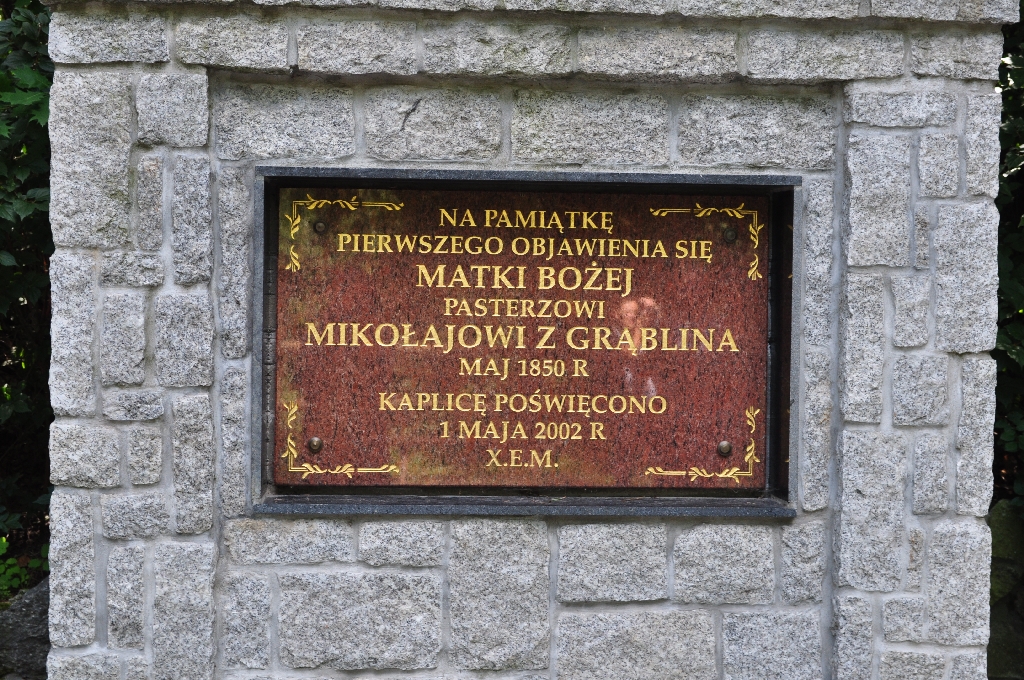 NA PAMIĄTKĘ
PIERWSZEGO OBJAWIENIA SIĘ
MATKI BOŻEJ
PASTERZOWI
MIKOŁAJOWI Z GRĄBLINA
MAJ 1850 R
KAPLICĘ POŚWIĘCONO
1 MAJA 2002 R
X.E.M.